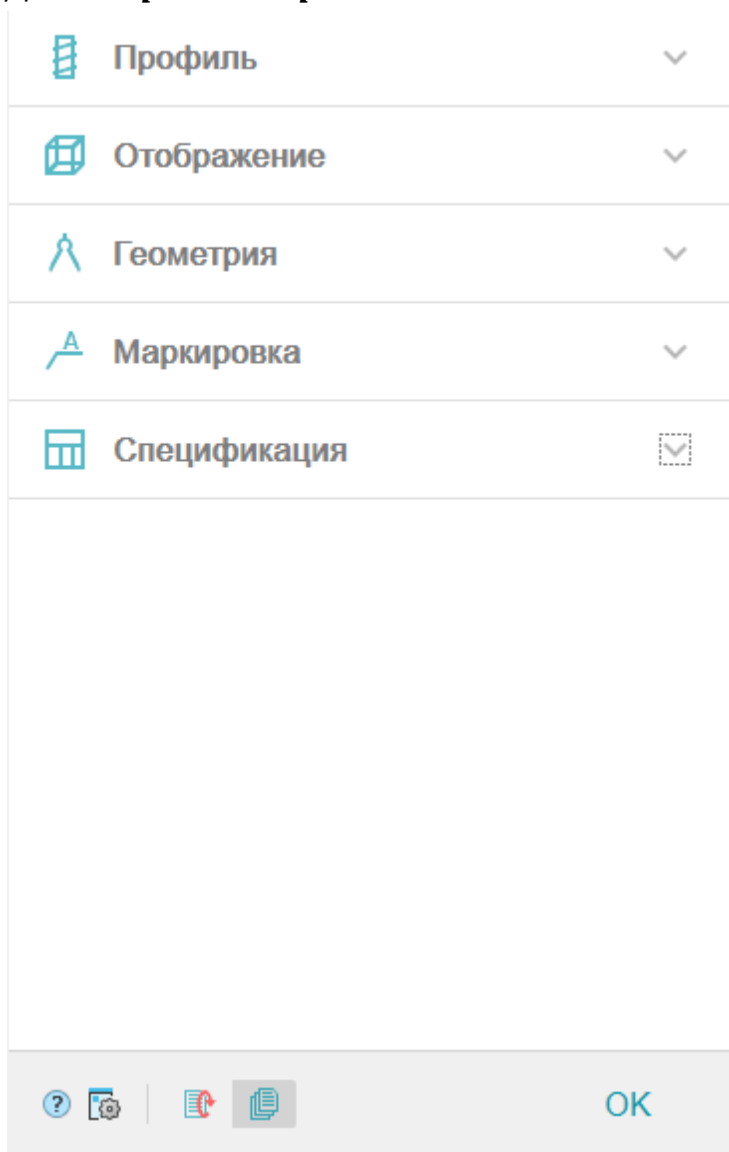 Профиль
Отображение
Геометрия
A Маркировка
Спецификация
? OK